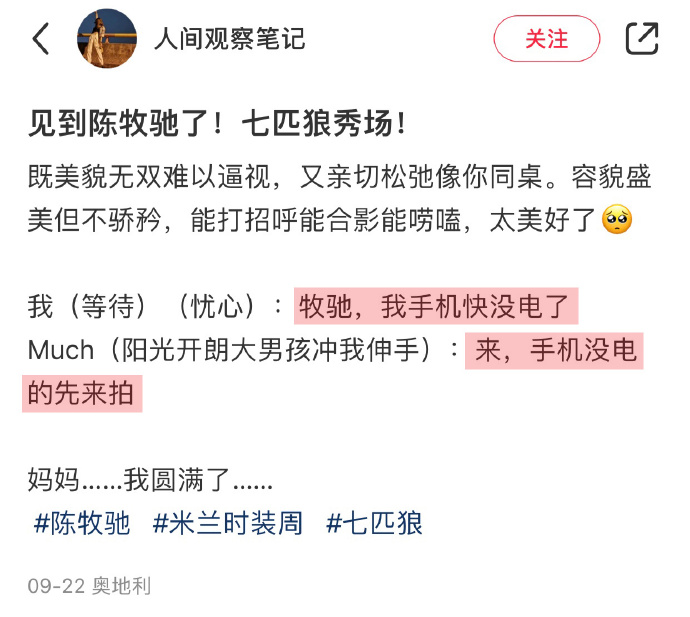 人间观察笔记
关注
见到陈牧驰了！七匹狼秀场！
既美貌无双难以逼视，又亲切松弛像你同桌。容貌盛
美但不骄矜，能打招呼能合影能唠嗑，太美好了🥺
我（等待）（忧心）：牧驰，我手机快没电了
Much（阳光开朗大男孩冲我伸手）：来，手机没电
的先来拍
妈妈……我圆满了……
#陈牧驰 #米兰时装周 #七匹狼
09-22 奥地利